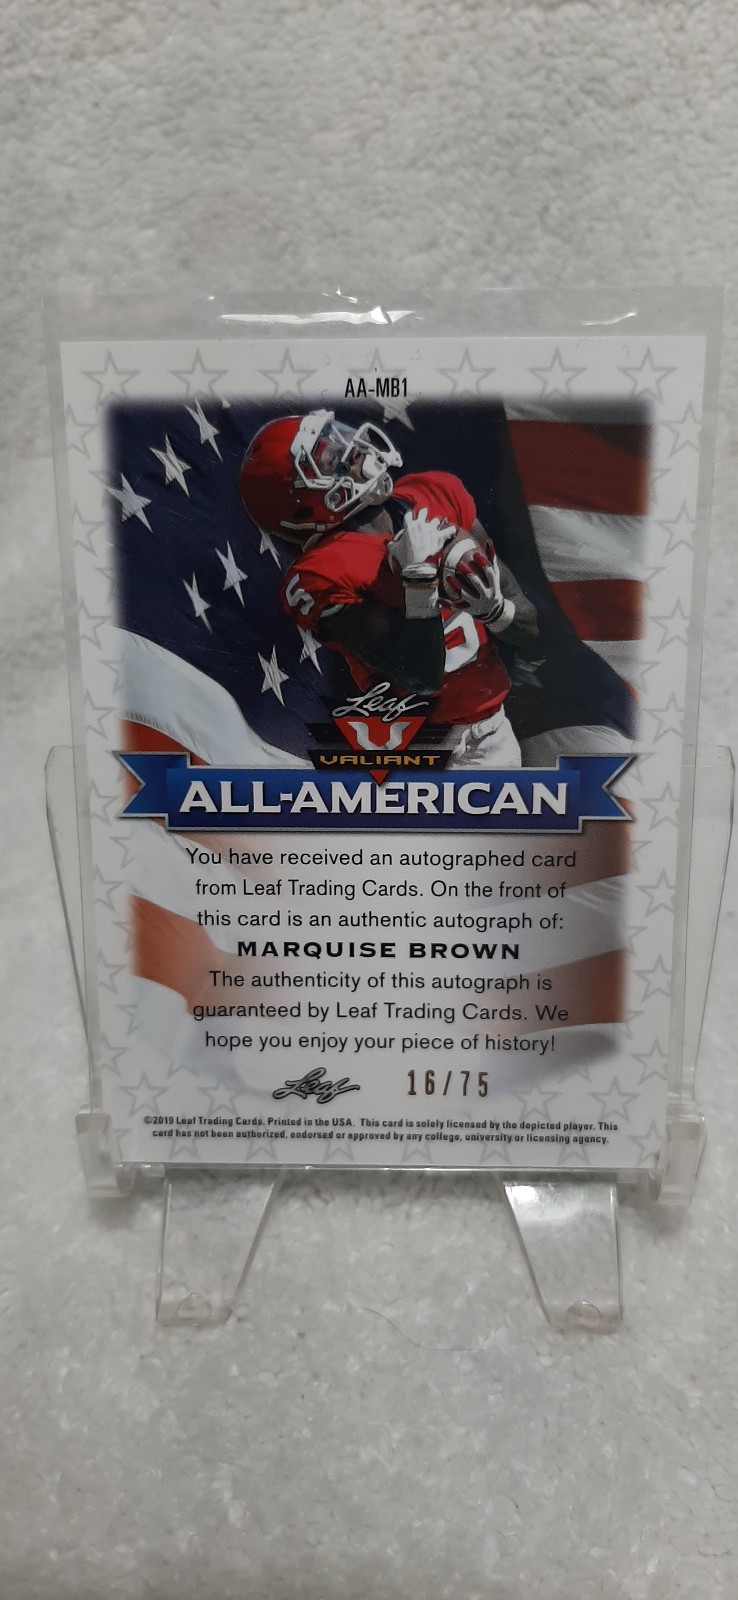 AA-MB1
5
5
Leaf
VALIANT
ALL-AMERICAN
You have received an autographed card
from Leaf Trading Cards. On the front of
this card is an authentic autograph of:
MARQUISE BROWN
The authenticity of this autograph is
guaranteed by Leaf Trading Cards. We
hope you enjoy your piece of history!
Leaf 16/75
©2019 Leaf Trading Cards. Printed in the USA. This card is solely licensed by the depicted player. This
card has not been authorized, endorsed or approved by any college, university or licensing agency.